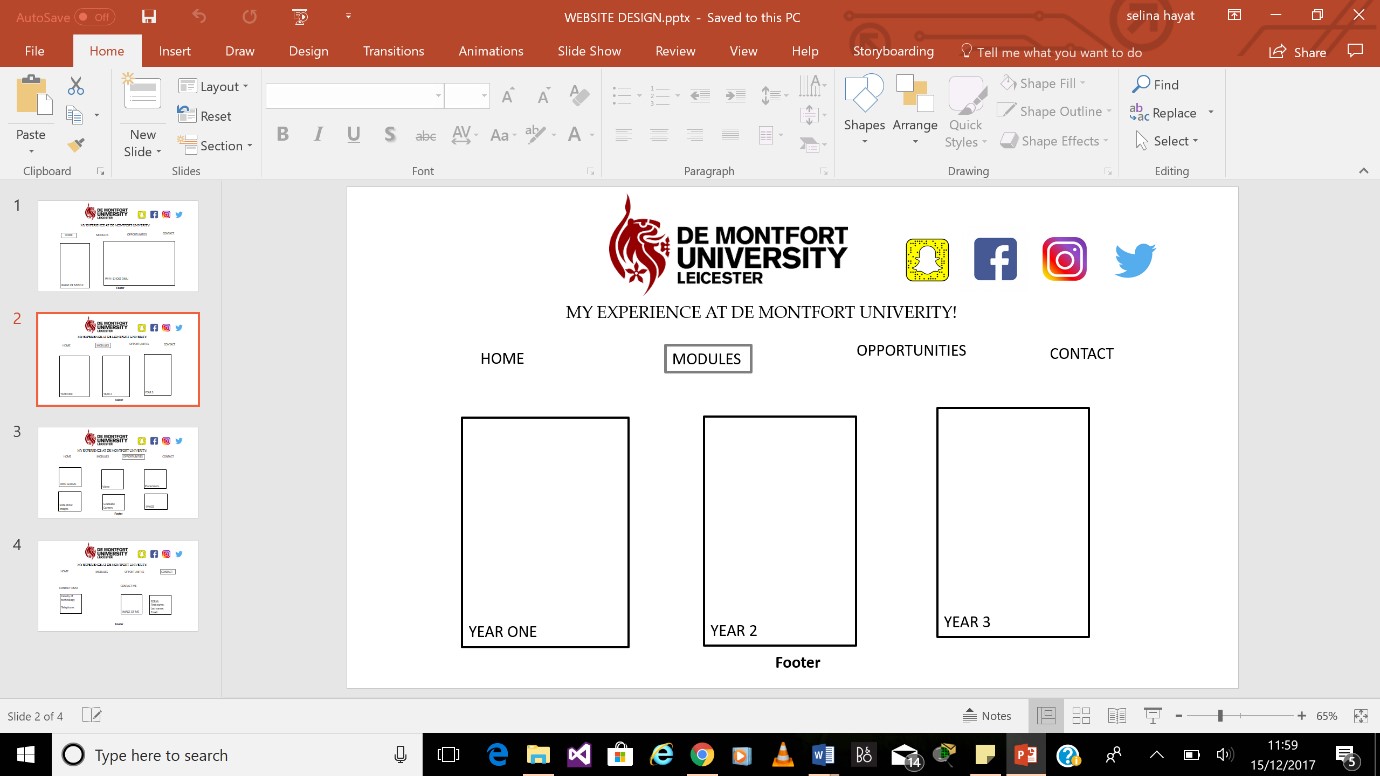 AutoSave Off
WEBSITE DESIGN.pptx - Saved to this PC
selina hayat
File Home Insert Draw Design Transitions Animations Slide Show Review View Help Storyboarding Tell me what you want to do Share
Paste
Clipboard
New Slide
Layout
Reset
Section
Slides
B I U S abc AV Aa A
Font
Paragraph
Shapes
Arrange
Quick Styles
Shape Fill
Shape Outline
Shape Effects
Drawing
Find
Replace
Select
Editing
1
2
3
4
DE MONTFORT
UNIVERSITY
LEICESTER
MY EXPERIENCE AT DE MONTFORT UNIVERITY!
HOME MODULES OPPORTUNITIES CONTACT
YEAR ONE YEAR 2 YEAR 3
Footer
Slide 2 of 4
Notes
65%
Type here to search
14
11:59
15/12/2017
5